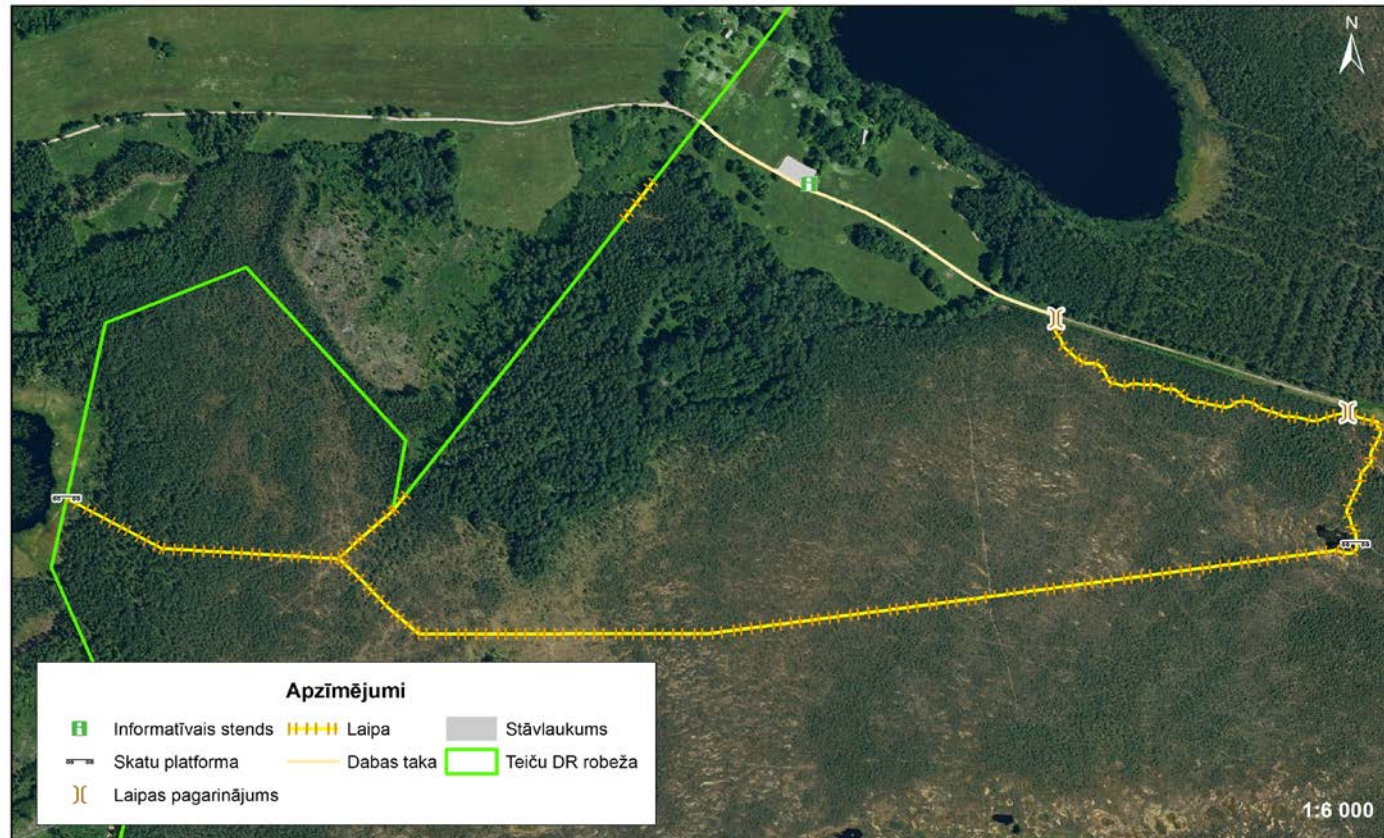 N
Apzīmējumi
Informatīvais stends
Laipa
Stāvlaukums
Skatu platforma
Dabas taka
Teiču DR robeža
Laipas pagarinājums
1:6 000